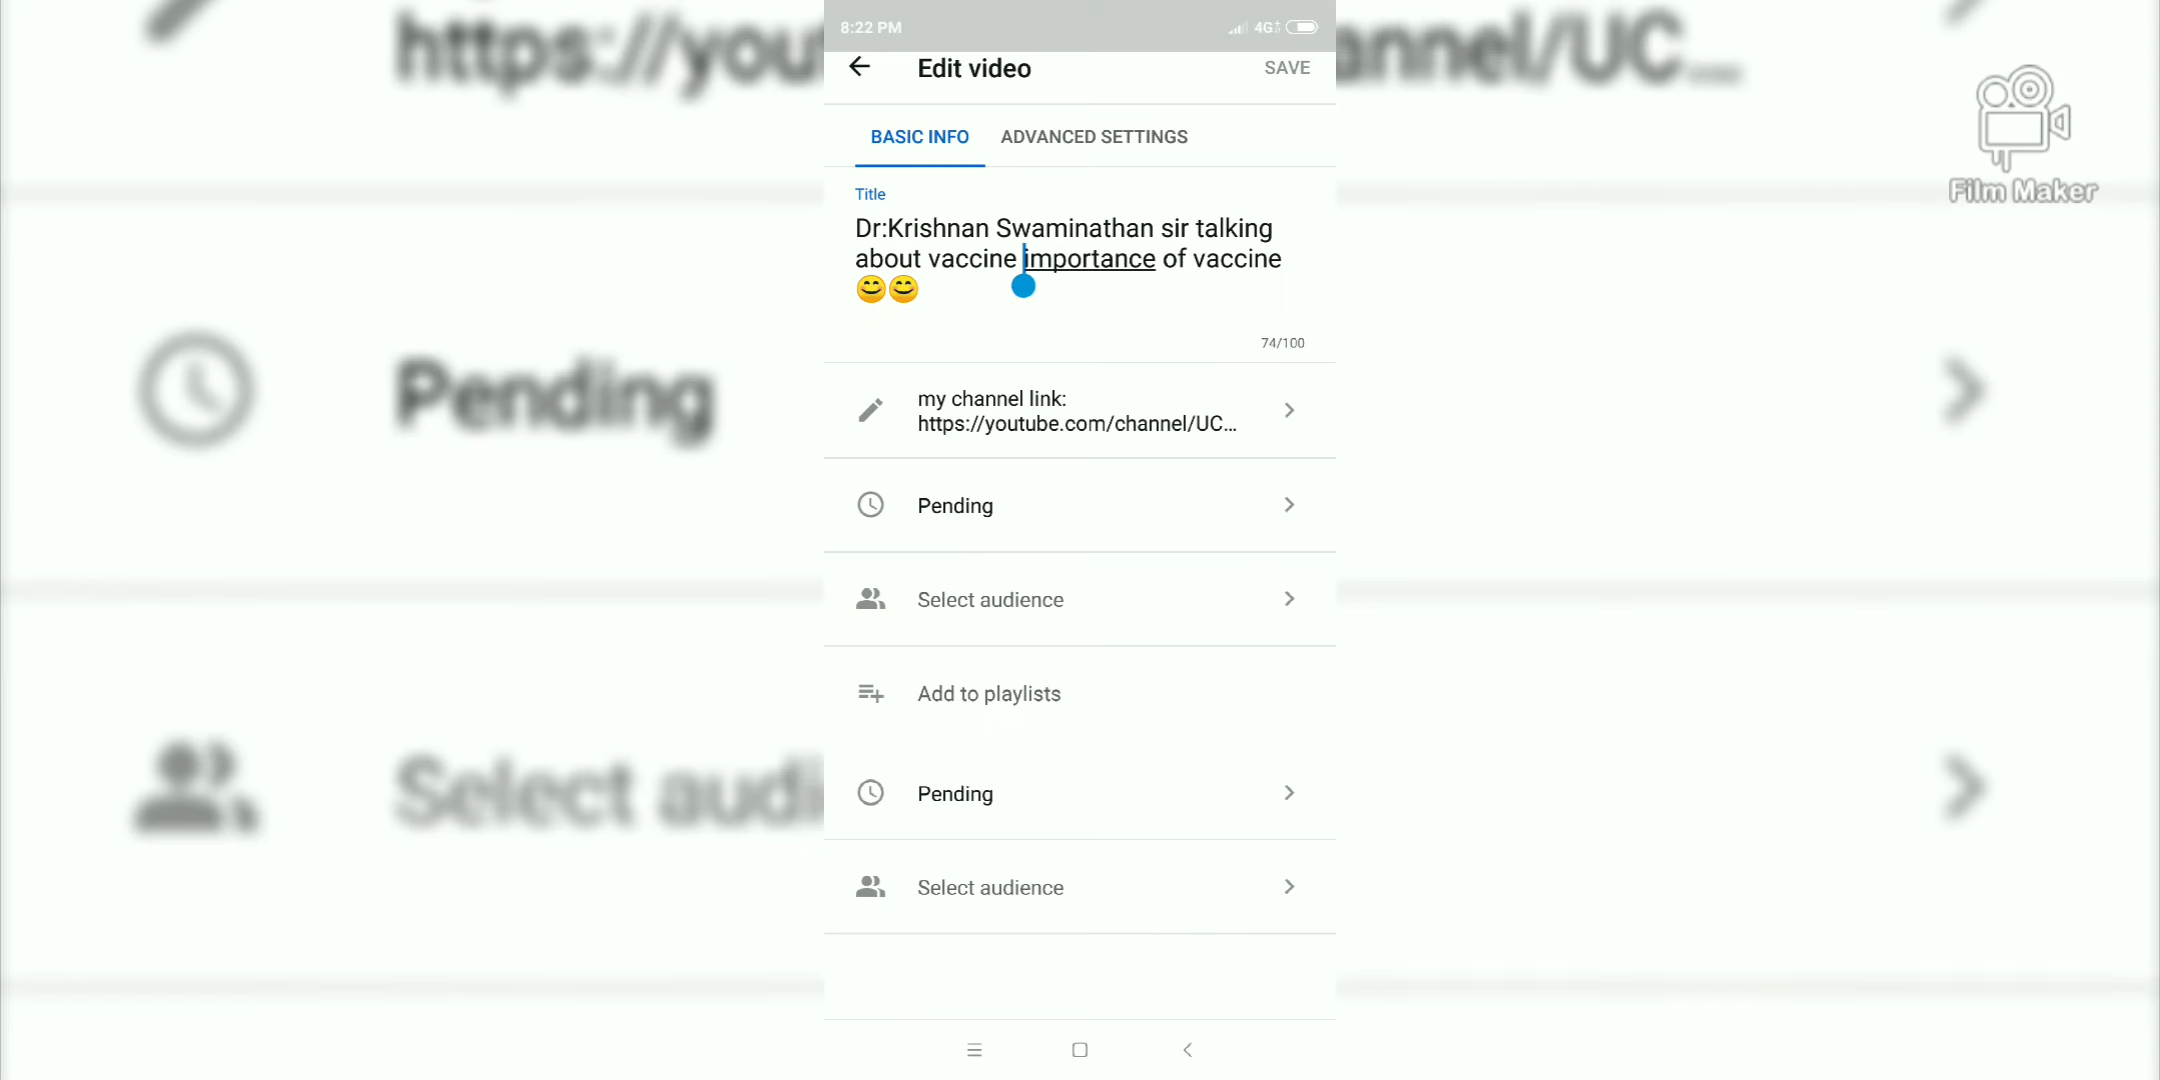 8:22 PM
4G+
Edit video
SAVE
BASIC INFO
ADVANCED SETTINGS
Title
Dr:Krishnan Swaminathan sir talking
about vaccine importance of vaccine
😊😊
74/100
my channel link:
https://youtube.com/channel/UC...
Pending
Select audience
Add to playlists
Pending
Select audience
https://you
annel/UC...
Pending
Select audi
Film Maker